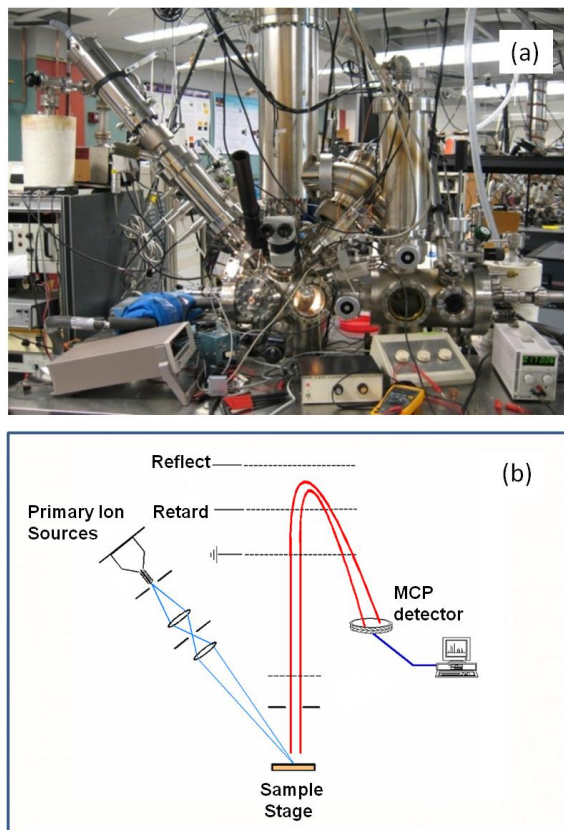 (a)
(b)
Reflect
Primary Ion
Sources
Retard
MCP
detector
Sample
Stage